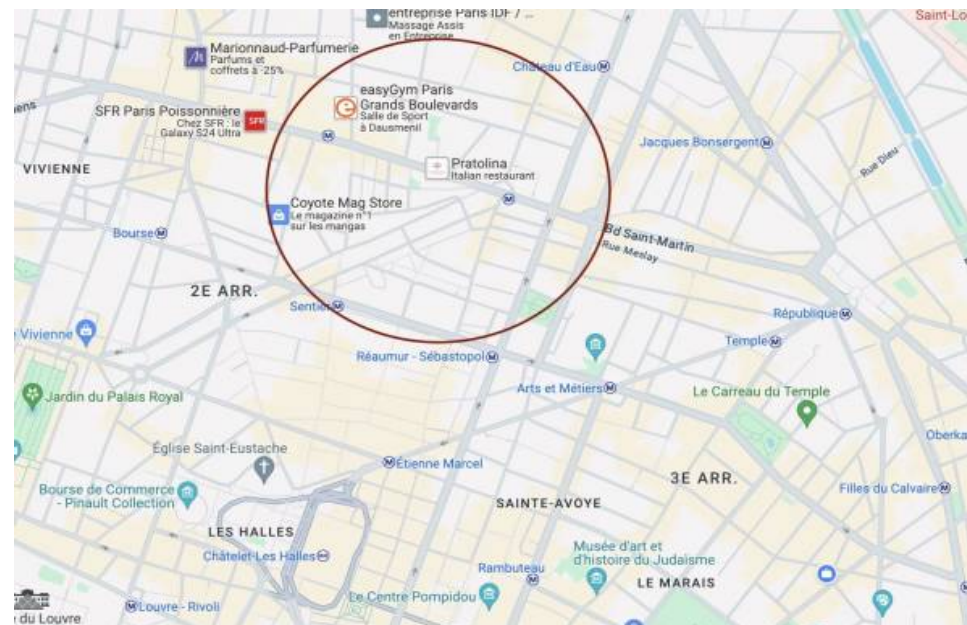 entreprise Paris IDF / ...
Massage Assis
en Entreprise
Saint-Lo
Marionnaud-Parfumerie
Parfums et
coffrets à -25%
Château d'Eau
easyGym Paris
Grands Boulevards
Salle de Sport
à Dausmenil
SFR Paris Poissonnière
Chez SFR : le
Galaxy S24 Ultra
SFR
Jacques Bonsergent
Rue Dieu
VIVIENNE
Pratolina
Italian restaurant
Coyote Mag Store
Le magazine n°1
sur les mangas
Bourse
Bd Saint-Martin
Rue Meslay
2E ARR.
Sentier
République
Vivienne
Temple
Réaumur - Sébastopol
Arts et Métiers
Jardin du Palais Royal
Le Carreau du Temple
Oberka
Église Saint-Eustache
Étienne Marcel
3E ARR.
Bourse de Commerce
- Pinault Collection
Filles du Calvaire
SAINTE-AVOYE
LES HALLES
Châtelet-Les Halles
Musée d'art et
d'histoire du Judaïsme
Rambuteau
LE MARAIS
Le Centre Pompidou
Louvre - Rivoli
du Louvre